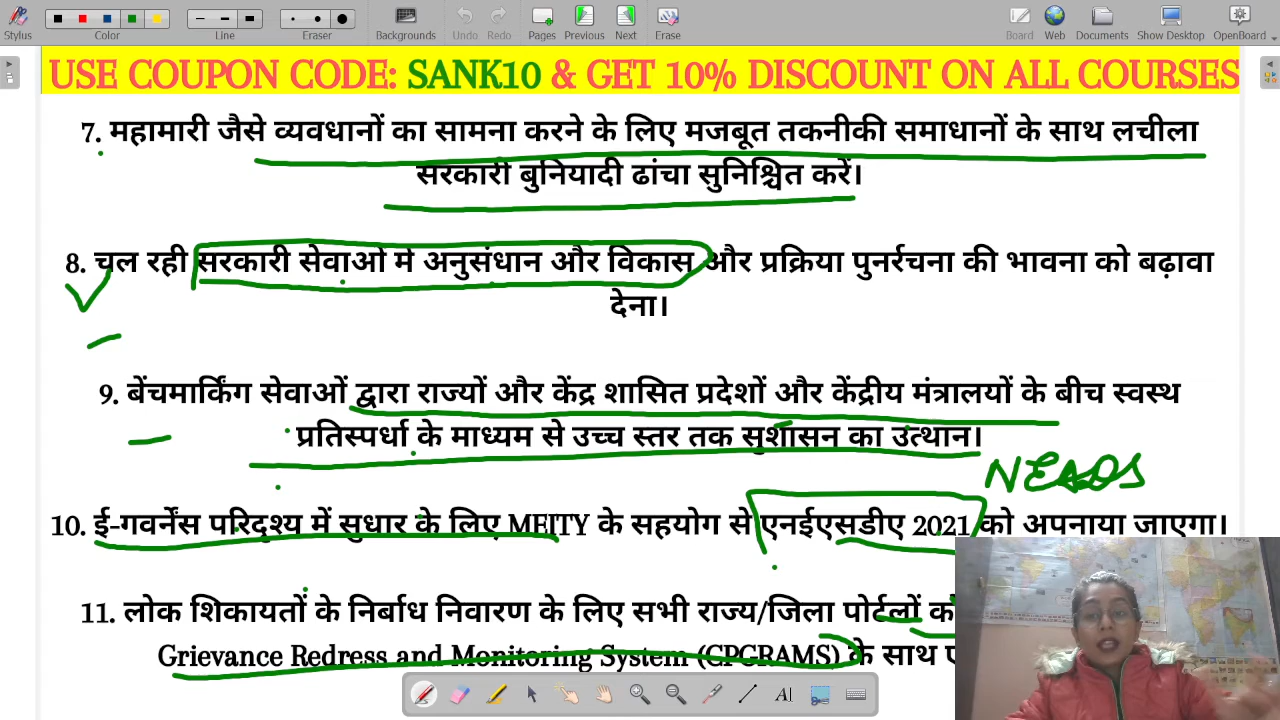 Stylus Color Line Eraser Backgrounds Undo Redo Pages Previous Next Erase Board Web Documents Show Desktop OpenBoard
USE COUPON CODE: SANK10 & GET 10% DISCOUNT ON ALL COURSES
7. महामारी जैसे व्यवधानों का सामना करने के लिए मजबूत तकनीकी समाधानों के साथ लचीला
सरकारी बुनियादी ढांचा सुनिश्चित करें।
8. चल रही सरकारी सेवाओं में अनुसंधान और विकास और प्रक्रिया पुनर्रचना की भावना को बढ़ावा
देना।
9. बेंचमार्किंग सेवाओं द्वारा राज्यों और केंद्र शासित प्रदेशों और केंद्रीय मंत्रालयों के बीच स्वस्थ
प्रतिस्पर्धा के माध्यम से उच्च स्तर तक सुशासन का उत्थान।
10. ई-गवर्नेंस परिदृश्य में सुधार के लिए MEITY के सहयोग से एनईएसडीए 2021 को अपनाया जाएगा।
11. लोक शिकायतों के निर्बाध निवारण के लिए सभी राज्य/जिला पोर्टलों को
Grievance Redress and Monitoring System (CPGRAMS) के साथ